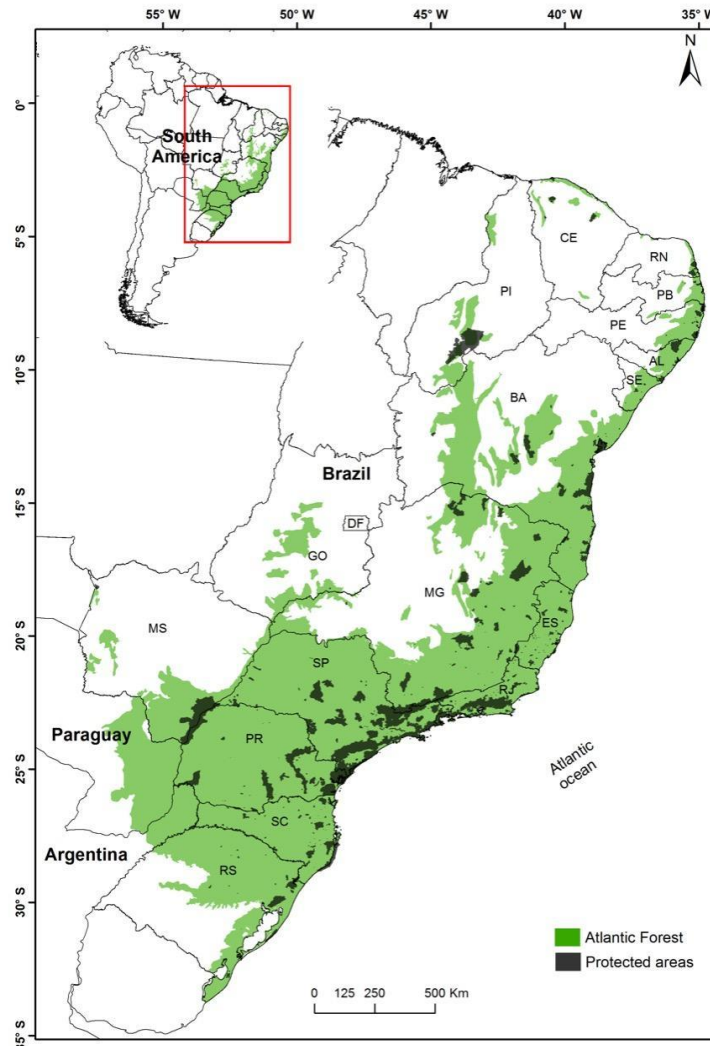 55° W 50° W 45° W 40° W 35° W
N
0°
South
America
5° S
CE
RN
PI
PB
PE
AL
10° S
SE
BA
Brazil
15° S
DF
GO
MG
MS
ES
20° S
SP
RJ
Paraguay
PR
Atlantic
ocean
25° S
SC
Argentina
RS
30° S
Atlantic Forest
Protected areas
0 125 250 500 Km
35° S